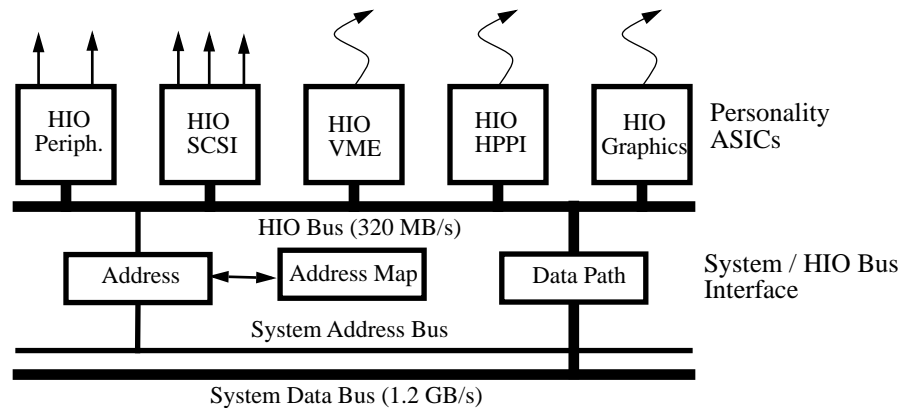 HIO
Periph.
HIO
SCSI
HIO
VME
HIO
HPPI
HIO
Graphics
Personality
ASICs
HIO Bus (320 MB/s)
Address
Address Map
Data Path
System / HIO Bus
Interface
System Address Bus
System Data Bus (1.2 GB/s)